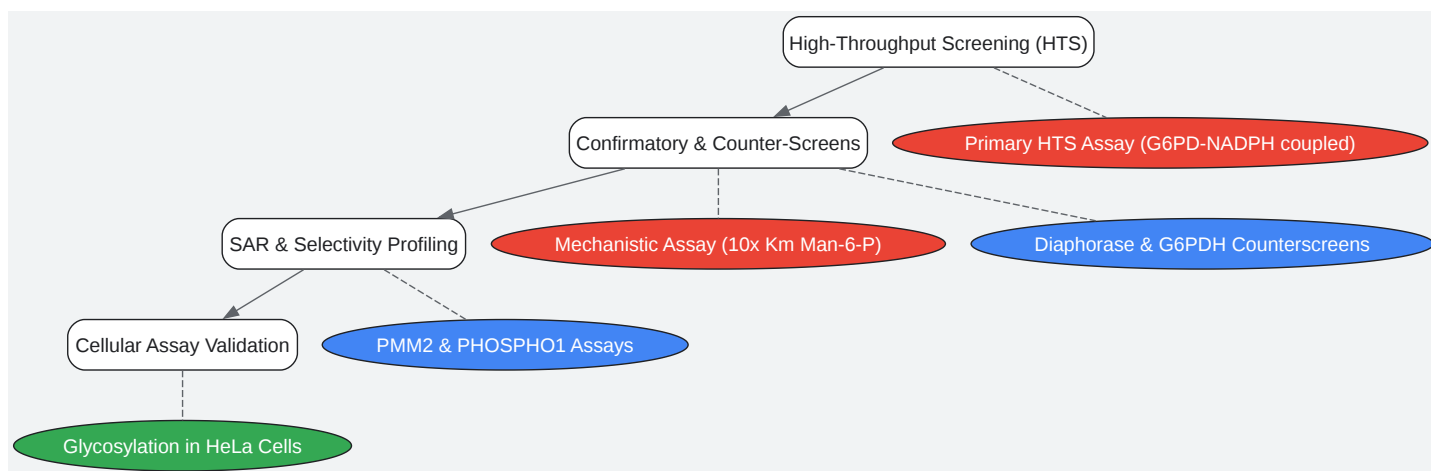 High-Throughput Screening (HTS)
Confirmatory & Counter-Screens
Primary HTS Assay (G6PD-NADPH coupled)
SAR & Selectivity Profiling
Mechanistic Assay (10x Km Man-6-P)
Diaphorase & G6PDH Counterscreens
Cellular Assay Validation
PMM2 & PHOSPHO1 Assays
Glycosylation in HeLa Cells